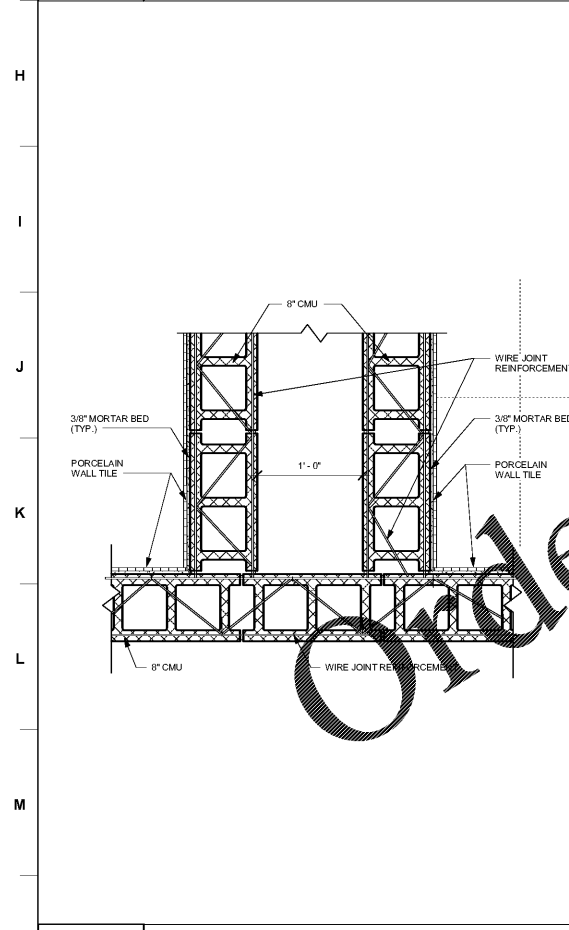 H
I
8" CMU
J
WIRE JOINT
REINFORCEMENT
3/8" MORTAR BED
(TYP.)
3/8" MORTAR BED
(TYP.)
PORCELAIN
WALL TILE
1' - 0"
PORCELAIN
WALL TILE
K
Orde
L
8" CMU
WIRE JOINT REINFORCEMENT
M